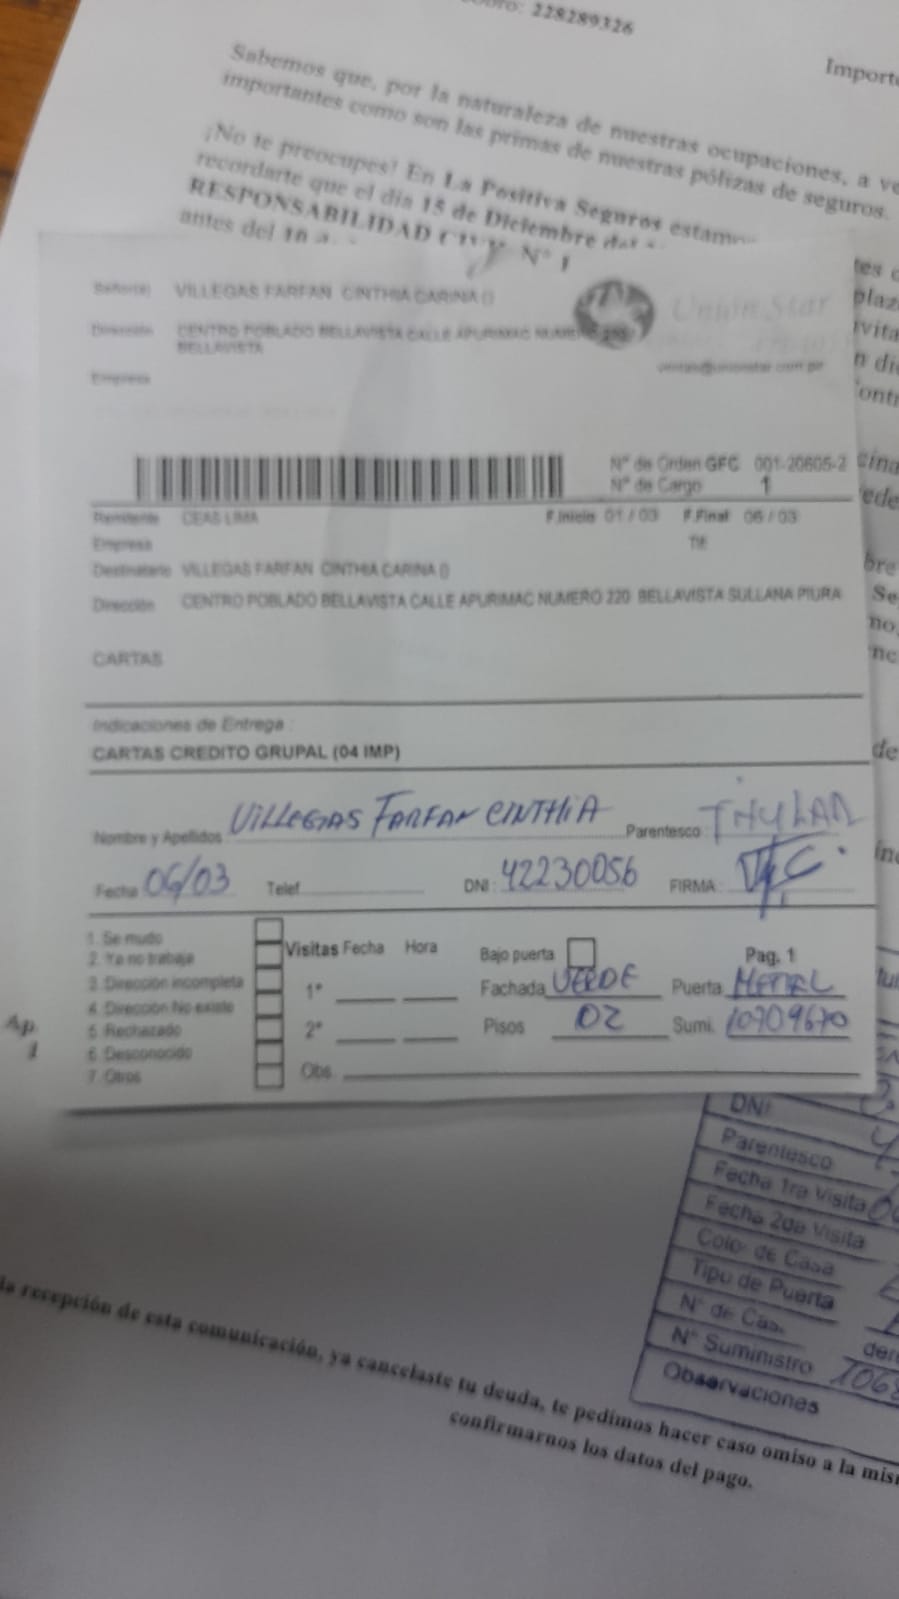 228289326
Sabemos que, por la naturaleza de nuestras ocupaciones, a ve
importantes como son las primas de nuestras pólizas de seguros.
¡No te preocupes! En La Positiva Seguros estamos
recordarte que el día 15 de Diciembre del
RESPONSABILIDAD CIVIL N° 1
antes del 16
Señor(a) VILLEGAS FARFAN CINTHIA CARINA ()
Union Star
Dirección CENTRO POBLADO BELLAVISTA CALLE APURIMAC NUMERO
BELLAVISTA
ventas@unionstar.com.pe
Empresa
N° de Orden GFC 001-20605-2
N° de Cargo 1
Remitente CEAS LIMA F.Inicio 01 / 03 F.Final 06 / 03
Empresa
Destinatario VILLEGAS FARFAN CINTHIA CARINA ()
Dirección CENTRO POBLADO BELLAVISTA CALLE APURIMAC NUMERO 220 BELLAVISTA SULLANA PIURA
CARTAS
Indicaciones de Entrega :
CARTAS CREDITO GRUPAL (04 IMP)
Nombre y Apellidos: VILLEGAS FARFAN CINTHIA Parentesco: TITULAR
Fecha 06/03 Telef. DNI: 42230056 FIRMA:
1. Se mudo
2. Ya no trabaja
3. Dirección incompleta
4. Dirección No existe
5. Rechazado
6. Desconocido
7. Otros
Visitas Fecha Hora Bajo puerta Pag. 1
1° Fachada VERDE Puerta METAL
2° Pisos 02 Sumi. 10709670
Obs.
DNI
Parentesco
Fecha 1ra Visita
Fecha 2da Visita
Color de Casa
Tipo de Puerta
N° de Cas.
N° Suministro
Observaciones
la recepción de esta comunicación, ya cancelaste tu deuda, te pedimos hacer caso omiso a la mis
confirmarnos los datos del pago.